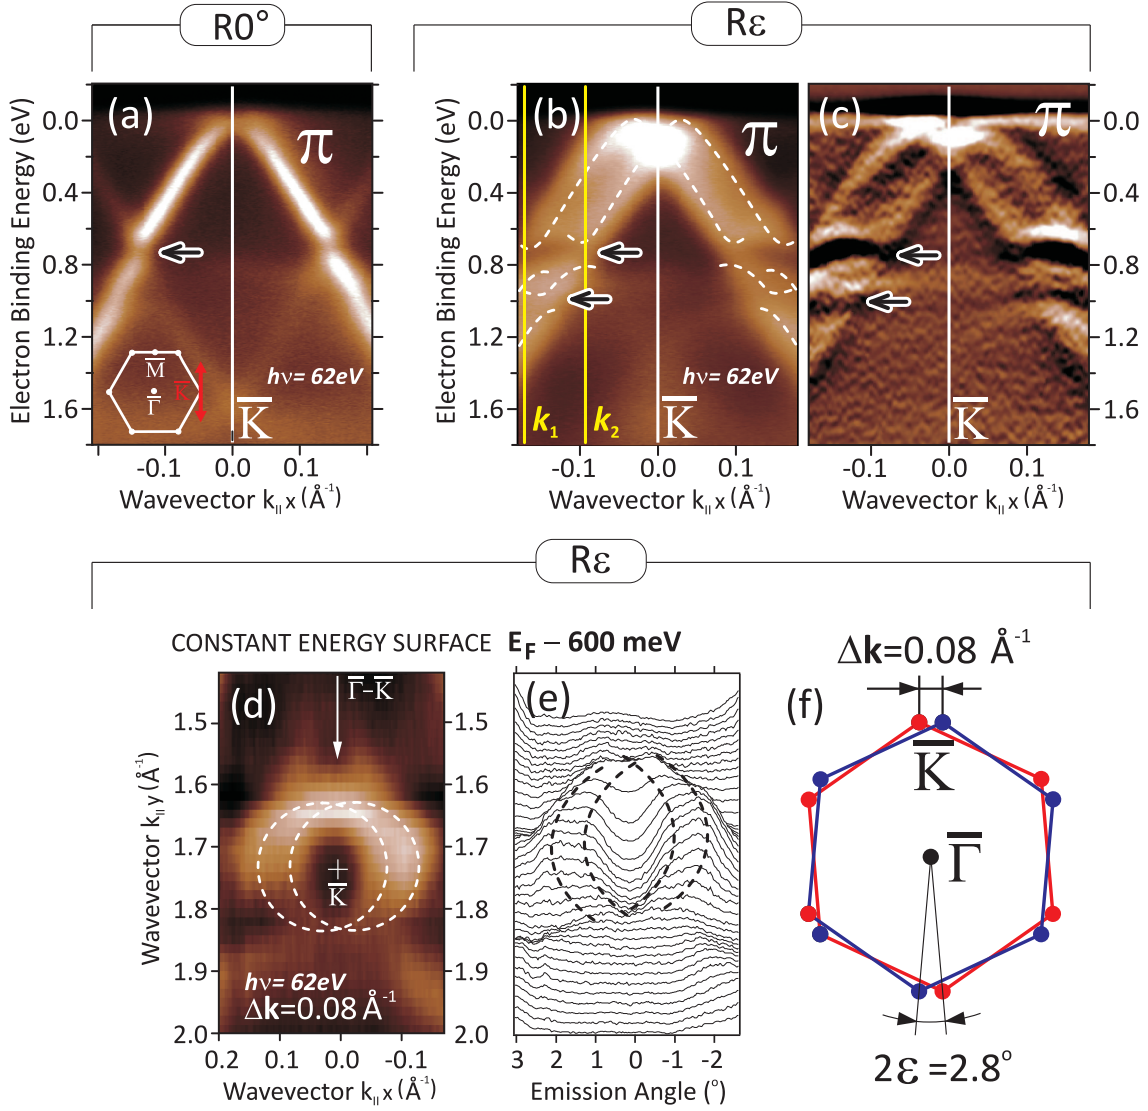 R0°
Rε
(a)
π
Electron Binding Energy (eV)
0.0
0.4
0.8
1.2
1.6
M
Γ
K
hν= 62eV
K
-0.1
0.0
0.1
Wavevector k|| x (Å-1)
(b)
π
Electron Binding Energy (eV)
0.0
0.4
0.8
1.2
1.6
k1
k2
hν= 62eV
K
-0.1
0.0
0.1
Wavevector k|| x (Å-1)
(c)
π
0.0
0.4
0.8
1.2
1.6
K
-0.1
0.0
0.1
Wavevector k|| x (Å-1)
Rε
CONSTANT ENERGY SURFACE EF – 600 meV
(d)
Γ–K
Wavevector k|| y (Å-1)
1.5
1.6
1.7
1.8
1.9
2.0
+
K
hν= 62eV
Δk=0.08 Å-1
1.5
1.6
1.7
1.8
1.9
2.0
0.2
0.1
0.0
-0.1
Wavevector k|| x (Å-1)
(e)
3
2
1
0
-1
-2
Emission Angle (°)
(f)
Δk=0.08 Å-1
K
Γ
2ε=2.8°